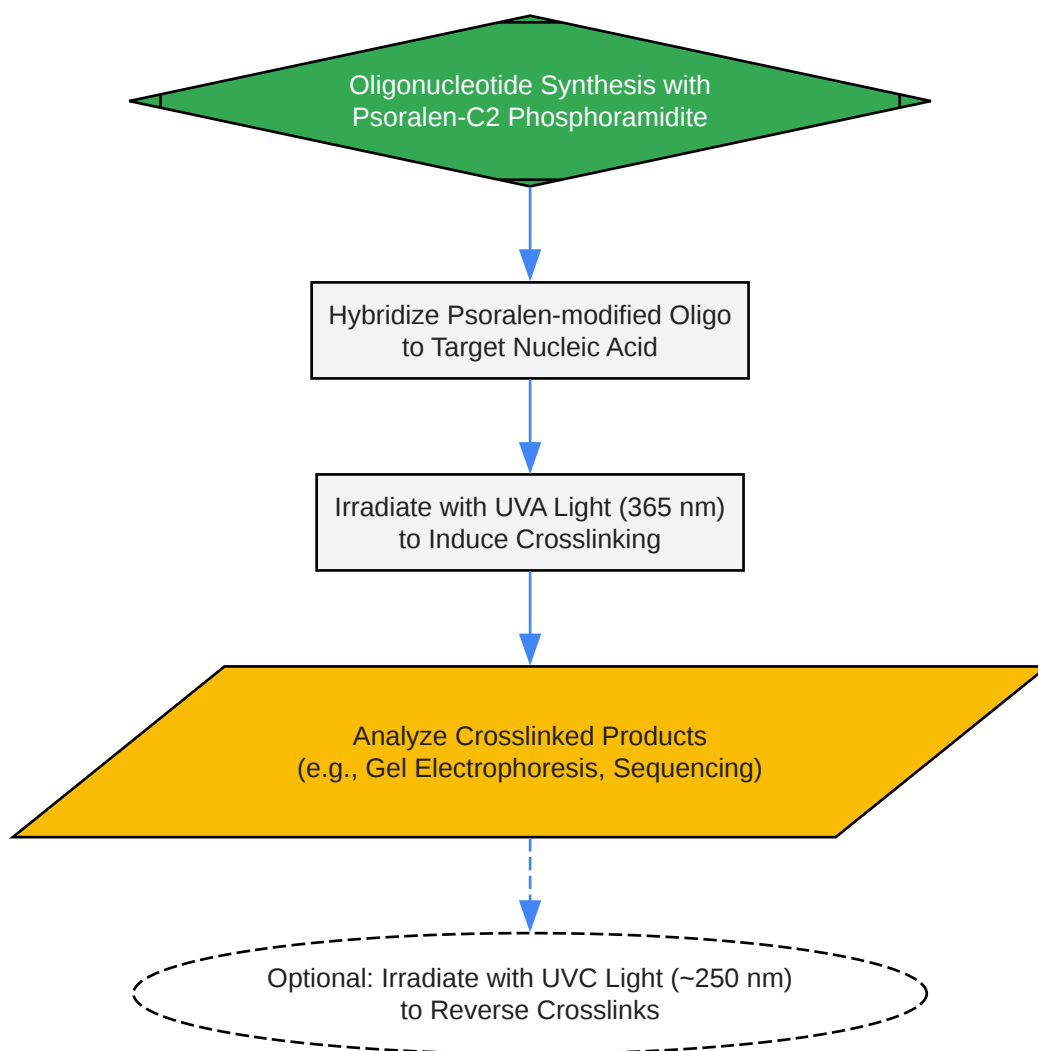 Oligonucleotide Synthesis with
Psoralen-C2 Phosphoramidite
Hybridize Psoralen-modified Oligo
to Target Nucleic Acid
Irradiate with UVA Light (365 nm)
to Induce Crosslinking
Analyze Crosslinked Products
(e.g., Gel Electrophoresis, Sequencing)
Optional: Irradiate with UVC Light (~250 nm)
to Reverse Crosslinks